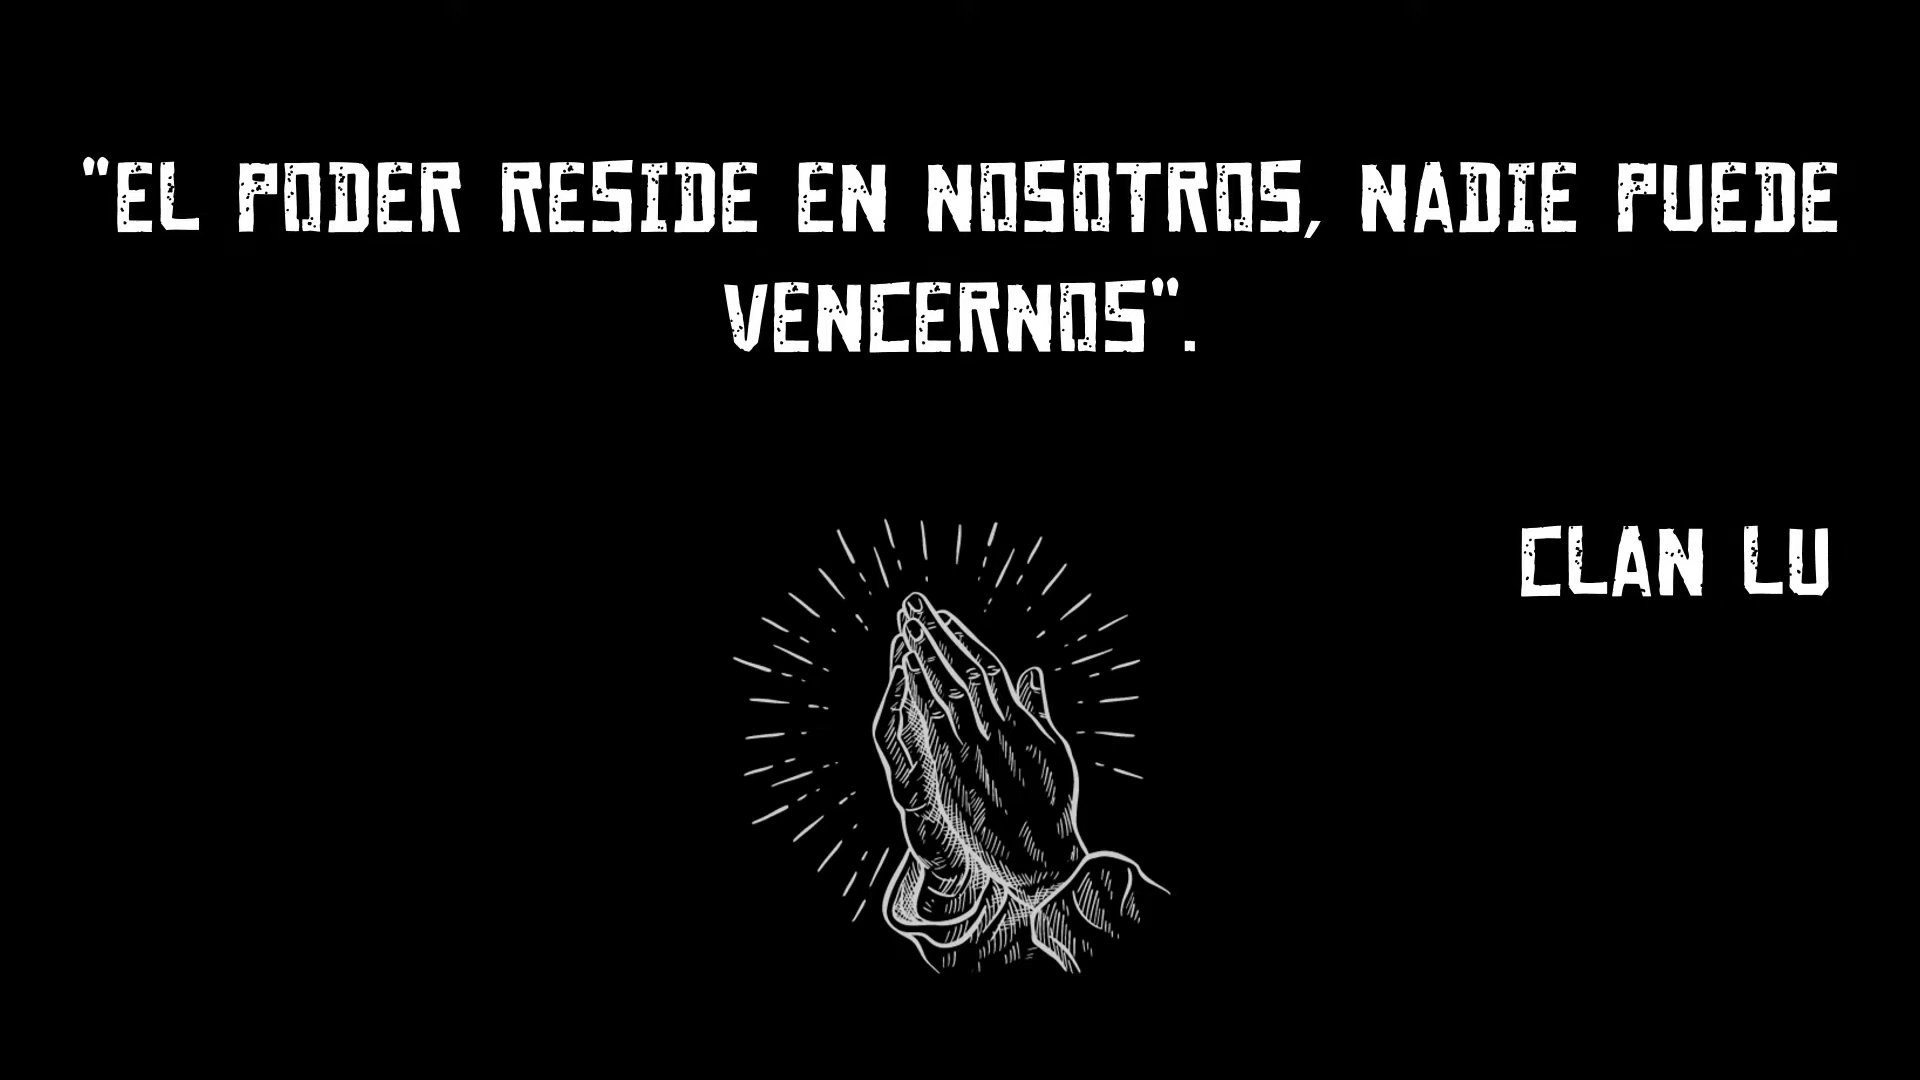 "EL PODER RESIDE EN NOSOTROS, NADIE PUEDE
VENCERNOS".
CLAN LU